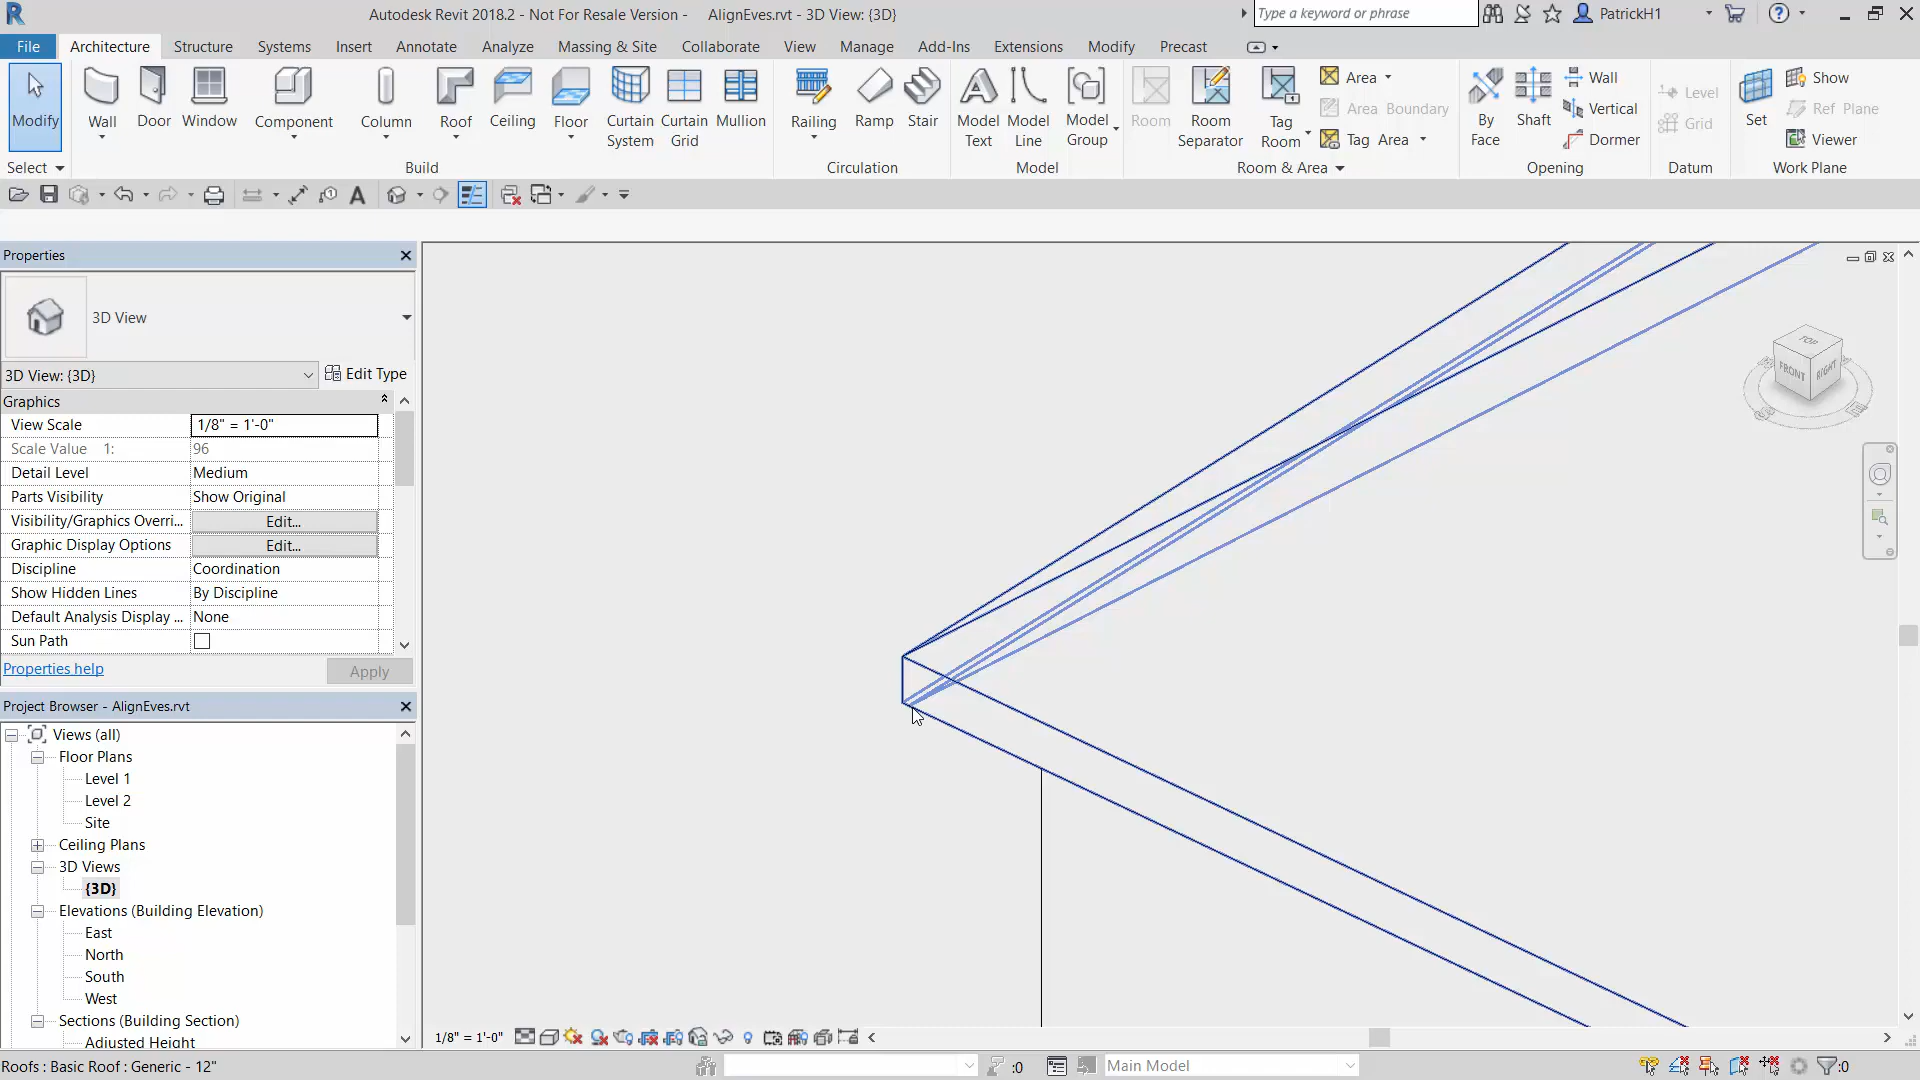 Autodesk Revit 2018.2 - Not For Resale Version - AlignEves.rvt - 3D View: {3D}
Type a keyword or phrase
PatrickH1
File Architecture Structure Systems Insert Annotate Analyze Massing & Site Collaborate View Manage Add-Ins Extensions Modify Precast
Modify Wall Door Window Component Column Roof Ceiling Floor Curtain System Curtain Grid Mullion Railing Ramp Stair Model Text Model Line Model Group Room Room Separator Tag Room
Area
Area Boundary
Tag Area
By Face Shaft
Wall
Vertical
Dormer
Level
Grid
Set
Show
Ref Plane
Viewer
Select Build Circulation Model Room & Area Opening Datum Work Plane
Properties
3D View
3D View: {3D} Edit Type
Graphics
View Scale 1/8" = 1'-0"
Scale Value 1: 96
Detail Level Medium
Parts Visibility Show Original
Visibility/Graphics Overri... Edit...
Graphic Display Options Edit...
Discipline Coordination
Show Hidden Lines By Discipline
Default Analysis Display ... None
Sun Path
Properties help Apply
Project Browser - AlignEves.rvt
Views (all)
Floor Plans
Level 1
Level 2
Site
Ceiling Plans
3D Views
{3D}
Elevations (Building Elevation)
East
North
South
West
Sections (Building Section)
Adjusted Height
TOP
FRONT RIGHT
1/8" = 1'-0"
Roofs : Basic Roof : Generic - 12"
:0
Main Model
:0